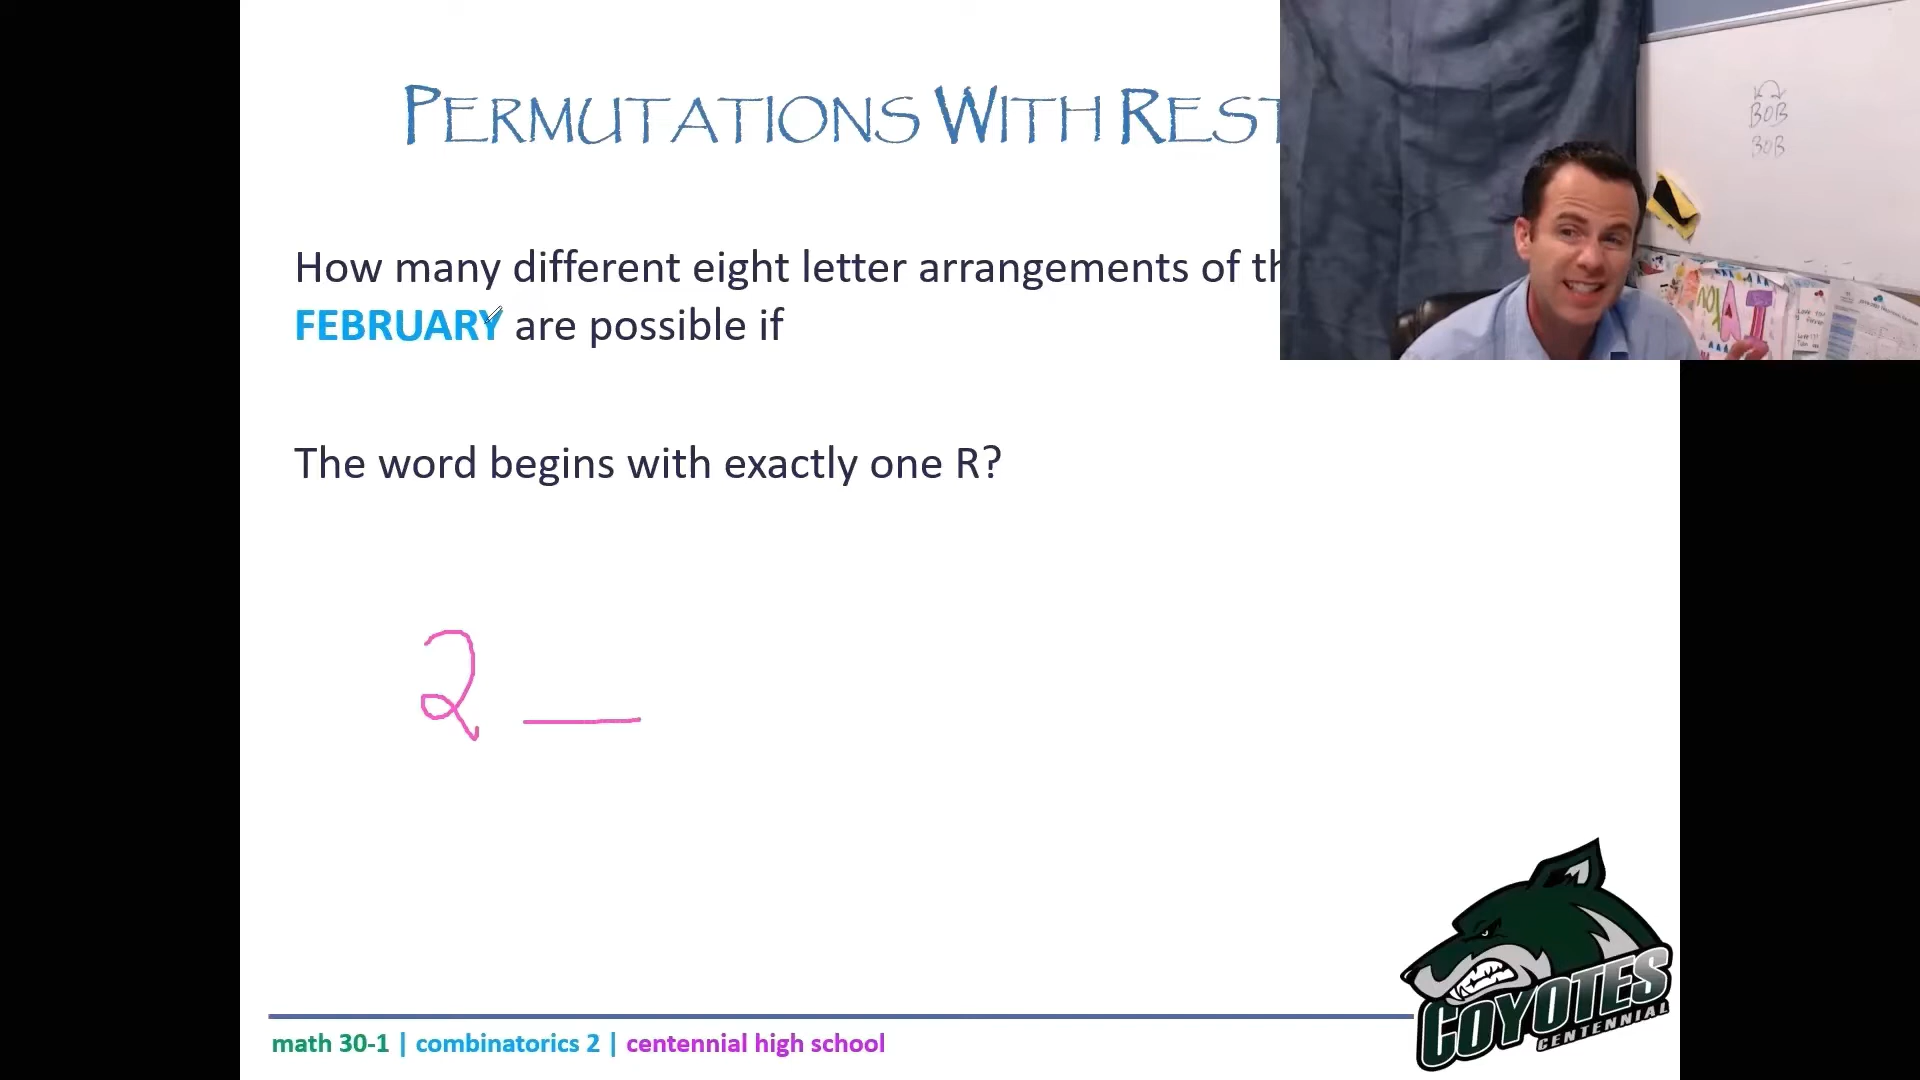 PERMUTATIONS WITH REST
BOB
BOB
How many different eight letter arrangements of th
FEBRUARY are possible if
The word begins with exactly one R?
2
COYOTES
CENTENNIAL
math 30-1 | combinatorics 2 | centennial high school